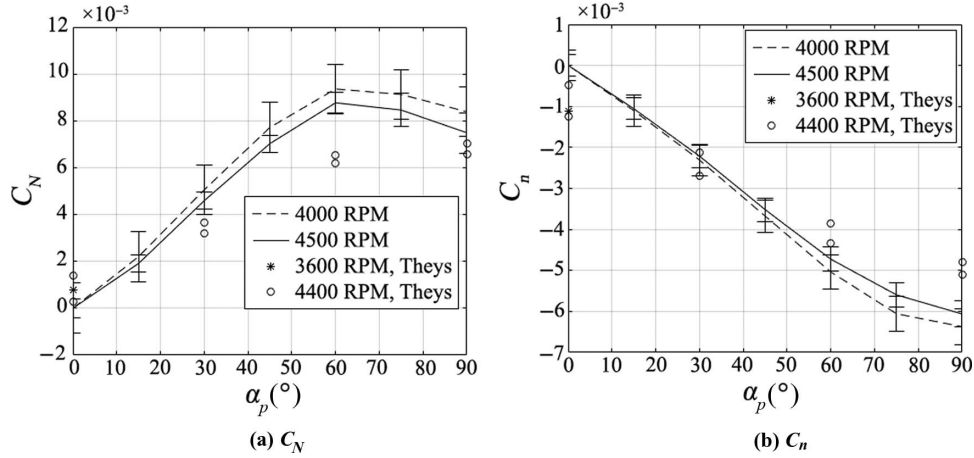 ×10⁻³
12
10
8
6
4
2
0
−2
C_N
4000 RPM
4500 RPM
3600 RPM, Theys
4400 RPM, Theys
0 10 20 30 40 50 60 70 80 90
α_p(°)
(a) C_N
×10⁻³
1
0
−1
−2
−3
−4
−5
−6
−7
C_n
4000 RPM
4500 RPM
3600 RPM, Theys
4400 RPM, Theys
0 10 20 30 40 50 60 70 80 90
α_p(°)
(b) C_n